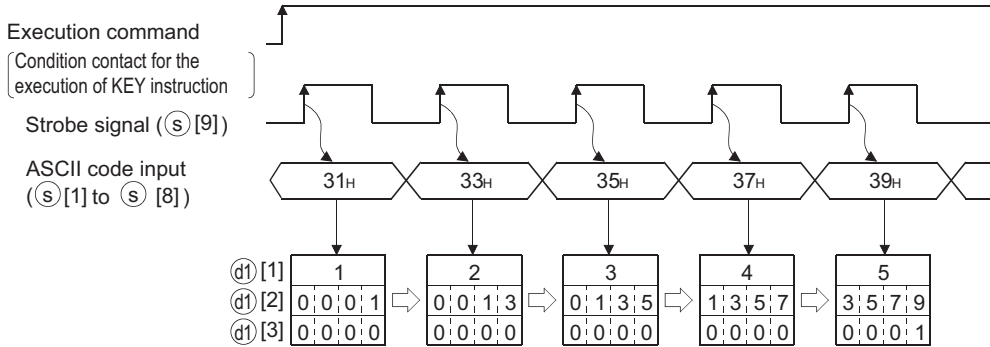 Execution command
Condition contact for the
execution of KEY instruction
Strobe signal (ⓢ[9])
ASCII code input
(ⓢ[1] to ⓢ [8])
31H 33H 35H 37H 39H
(d1) [1] 1 2 3 4 5
(d1) [2] 0 0 0 1 0 0 1 3 0 1 3 5 1 3 5 7 3 5 7 9
(d1) [3] 0 0 0 0 0 0 0 0 0 0 0 0 0 0 0 0 0 0 0 1